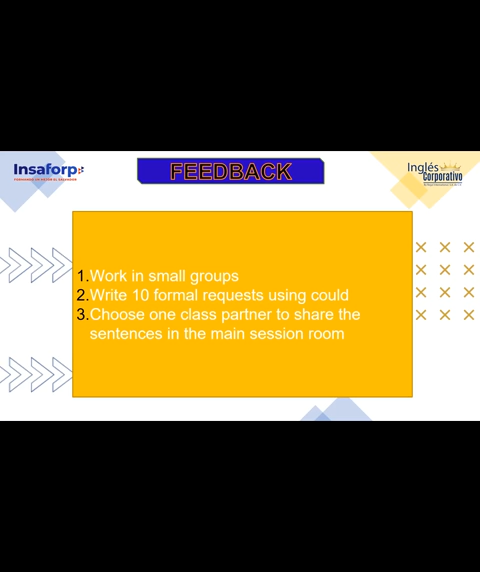 Insaforp
FEEDBACK
Inglés
Corporativo
1.Work in small groups
2.Write 10 formal requests using could
3.Choose one class partner to share the
sentences in the main session room